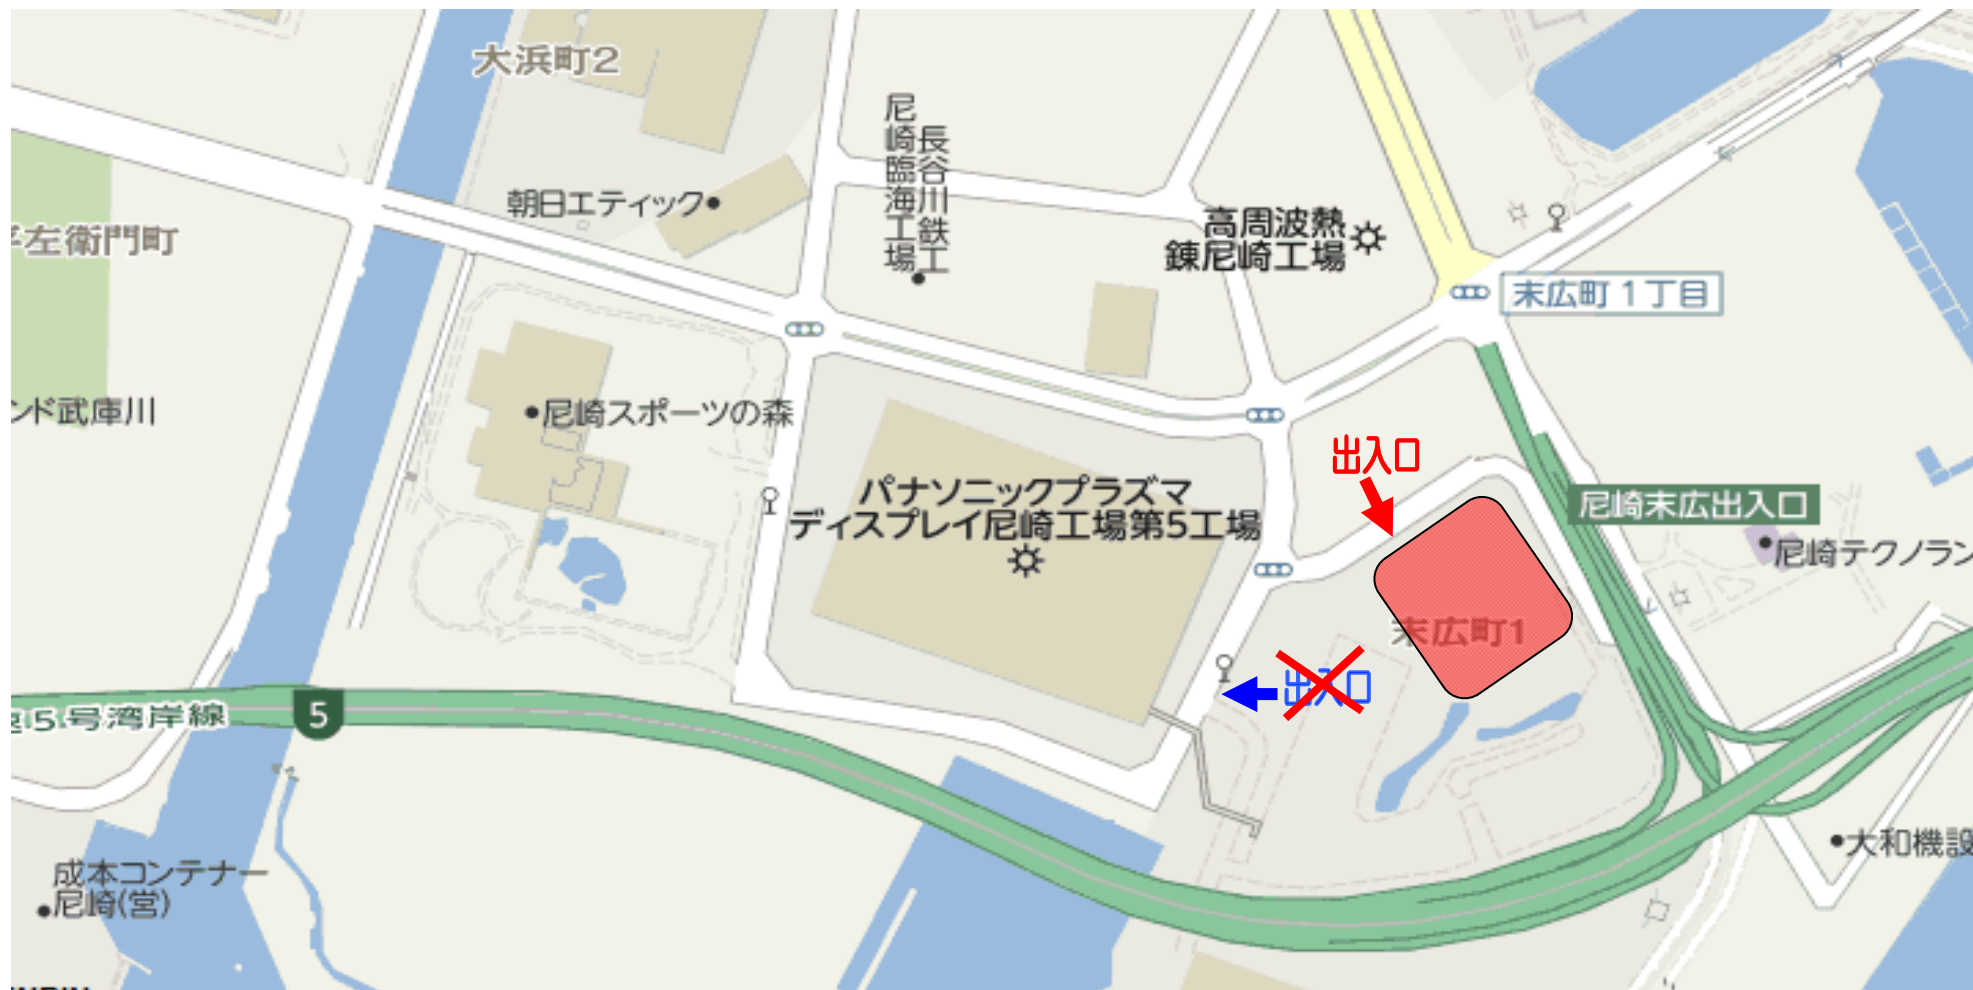 大浜町2
尼崎臨海工場
長谷川鉄工
朝日エティック
左衛門町
高周波熱
錬尼崎工場
末広町1丁目
ンド武庫川
尼崎スポーツの森
出入口
パナソニックプラズマ
ディスプレイ尼崎工場第5工場
尼崎末広出入口
尼崎テクノラン
末広町1
出入口
5号湾岸線
5
大和機設
成本コンテナー
尼崎(営)